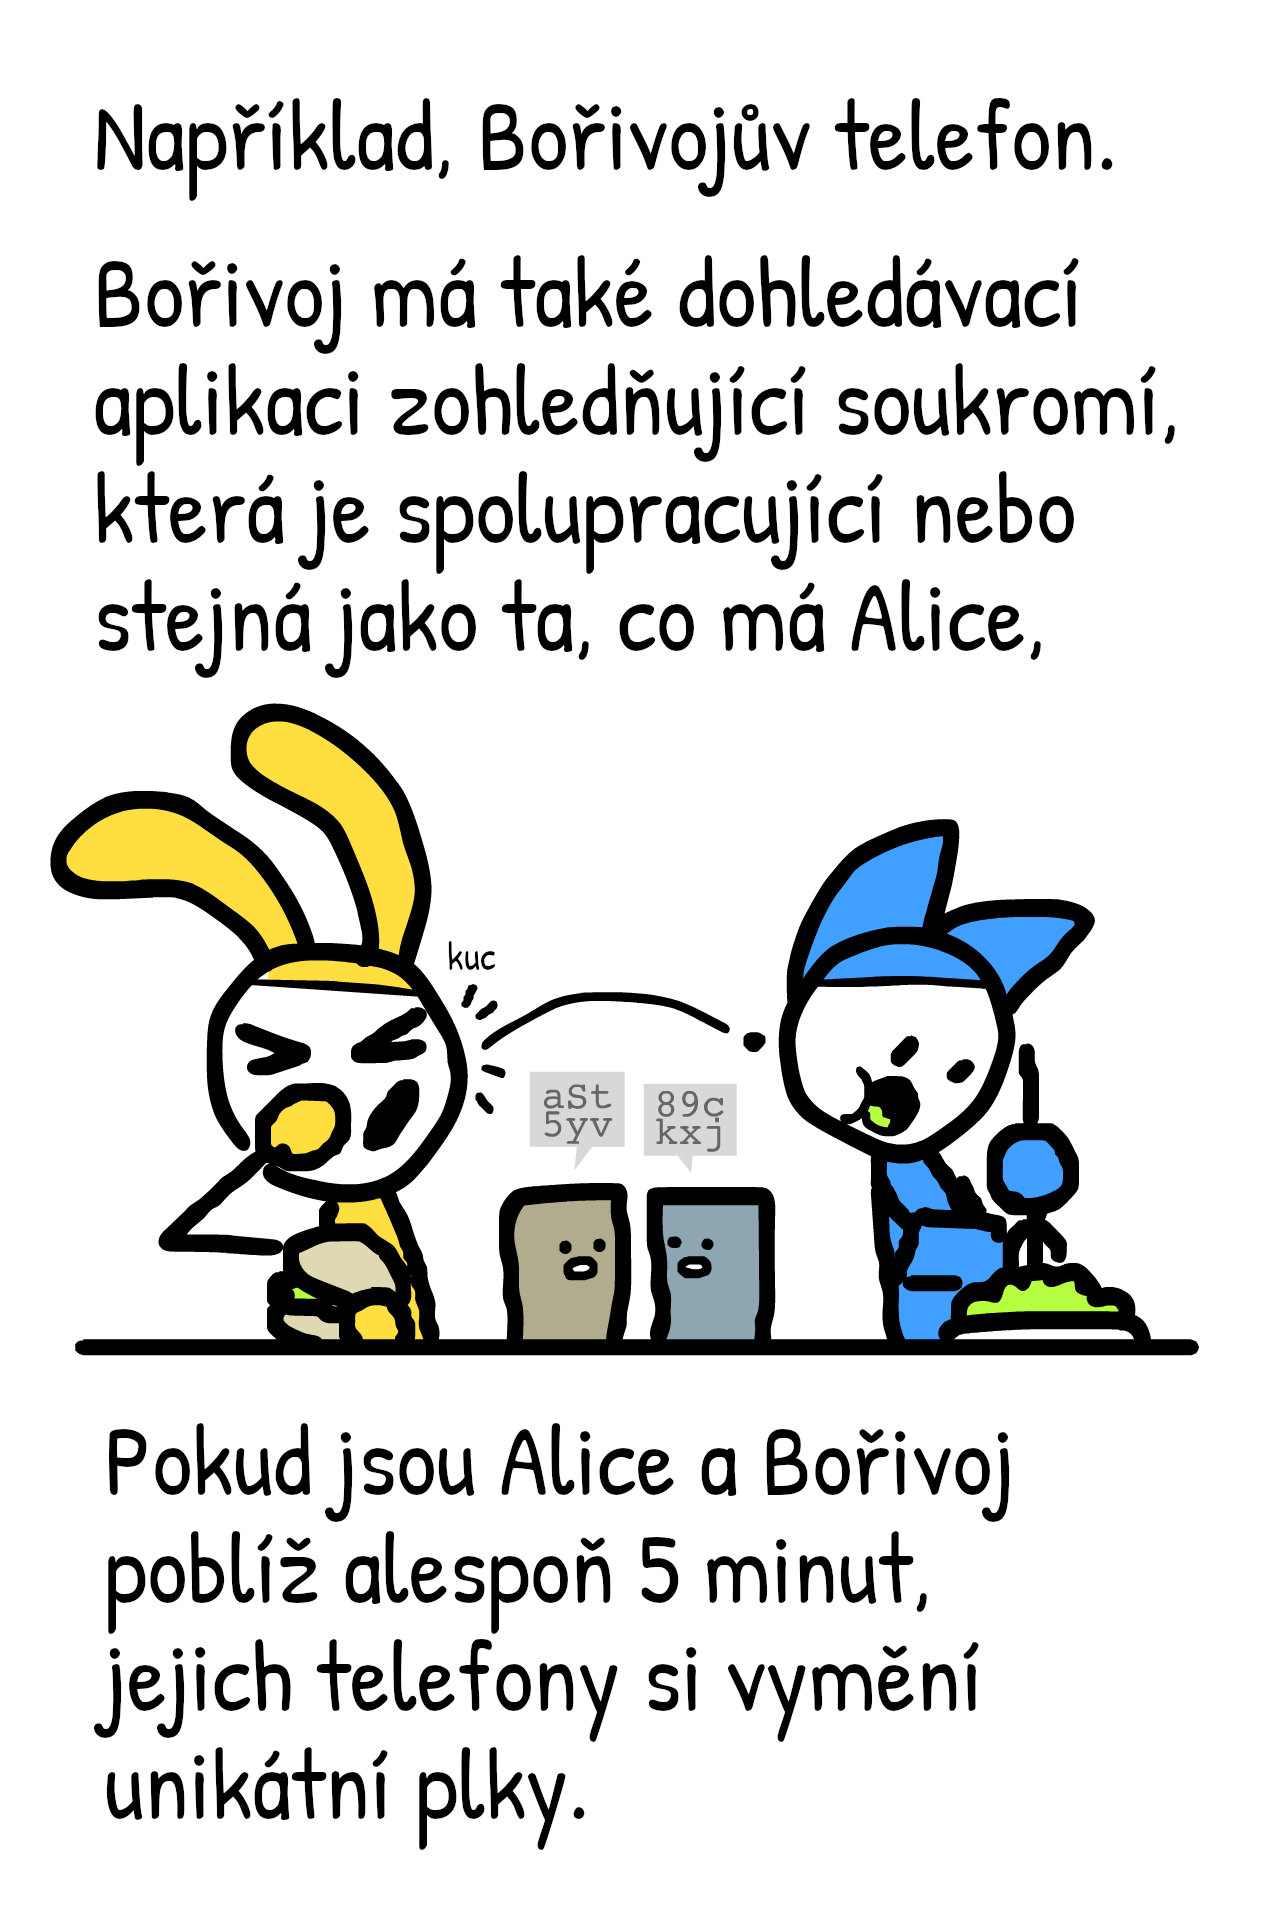 Například, Bořivojův telefon.
Bořivoj má také dohledávací
aplikaci zohledňující soukromí,
která je spolupracující nebo
stejná jako ta, co má Alice,
kuc
aSt
5yv
89c
kxj
Pokud jsou Alice a Bořivoj
poblíž alespoň 5 minut,
jejich telefony si vymění
unikátní plky.